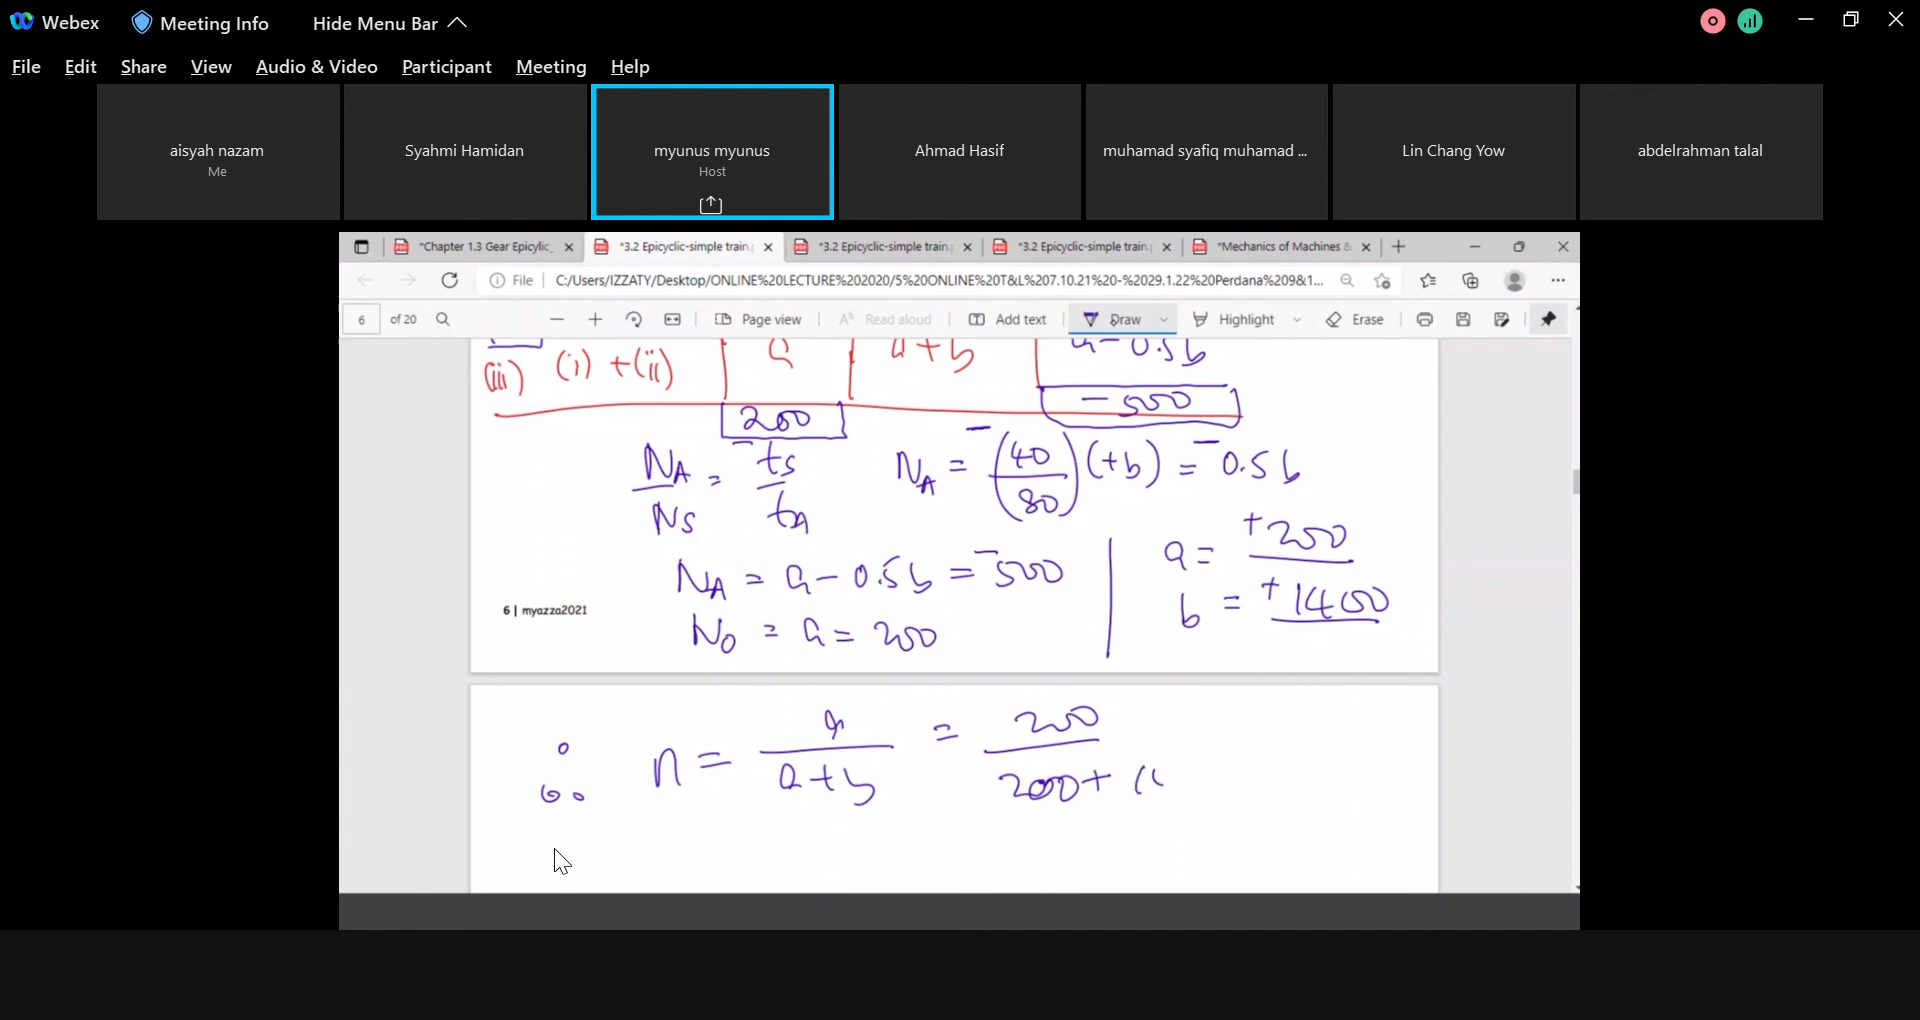 Webex Meeting Info Hide Menu Bar
File Edit Share View Audio & Video Participant Meeting Help
aisyah nazam
Me
Syahmi Hamidan
myunus myunus
Host
Ahmad Hasif
muhamad syafiq muhamad ...
Lin Chang Yow
abdelrahman talal
*Chapter 1.3 Gear Epicylic_ *3.2 Epicyclic-simple train.p *3.2 Epicyclic-simple train.p *3.2 Epicyclic-simple train.p *Mechanics of Machines &
File C:/Users/IZZATY/Desktop/ONLINE%20LECTURE%202020/5%20ONLINE%20T&L%207.10.21%20-%2029.1.22%20Perdana%209&1...
6 of 20 Page view Read aloud Add text Draw Highlight Erase
(iii) (i) +(ii) a a+b a-0.5b
200 -500
NA/NS = -tS/tA NA = -(40/80)(+b) = -0.5b
NA = a - 0.5b = -500
NO = a = 200
a = +200
b = +1400
6 | myazza2021
∴ n = a/(a+b) = 200/(200+